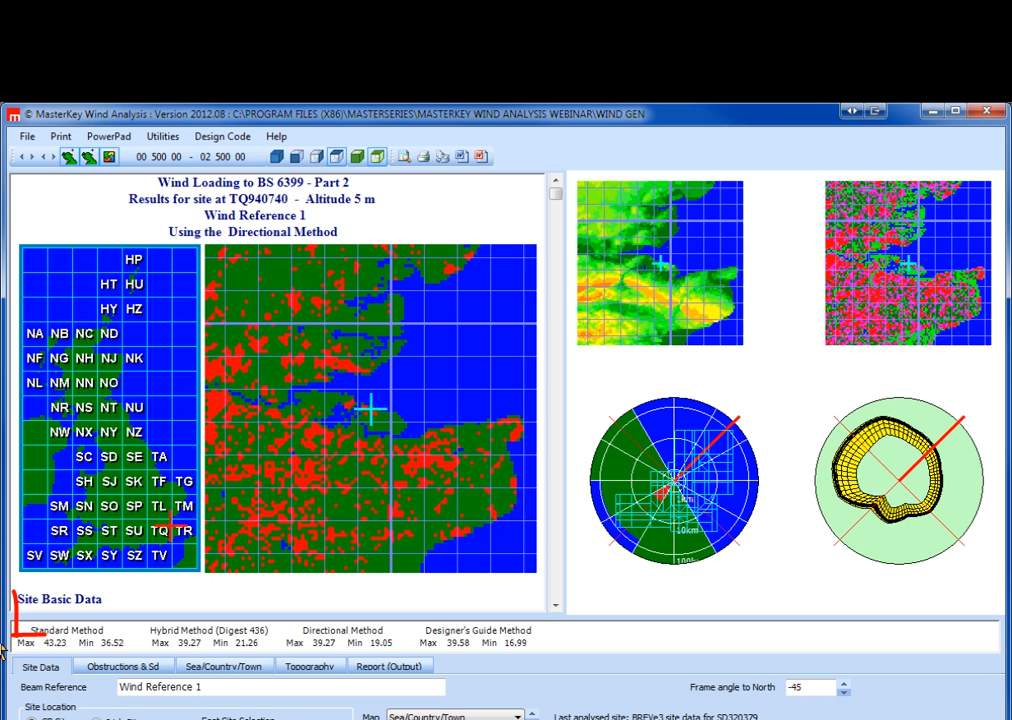 © MasterKey Wind Analysis : Version 2012.08 : C:\PROGRAM FILES (X86)\MASTERSERIES\MASTERKEY WIND ANALYSIS WEBINAR\WIND GEN
File Print PowerPad Utilities Design Code Help
00 500 00 - 02 500 00
Wind Loading to BS 6399 - Part 2
Results for site at TQ940740 - Altitude 5 m
Wind Reference 1
Using the Directional Method
HP
HT HU
HY HZ
NA NB NC ND
NF NG NH NJ NK
NL NM NN NO
NR NS NT NU
NW NX NY NZ
SC SD SE TA
SH SJ SK TF TG
SM SN SO SP TL TM
SR SS ST SU TQ TR
SV SW SX SY SZ TV
1km
10km
100k
Site Basic Data
Standard Method Hybrid Method (Digest 436) Directional Method Designer's Guide Method
Max 43.23 Min 36.52 Max 39.27 Min 21.26 Max 39.27 Min 19.05 Max 39.58 Min 16.99
Site Data Obstructions & Sd Sea/Country/Town Topography Report (Output)
Beam Reference Wind Reference 1 Frame angle to North -45
Site Location
Map Sea/Country/Town Last analysed site: BREVe3 site data for SD320379